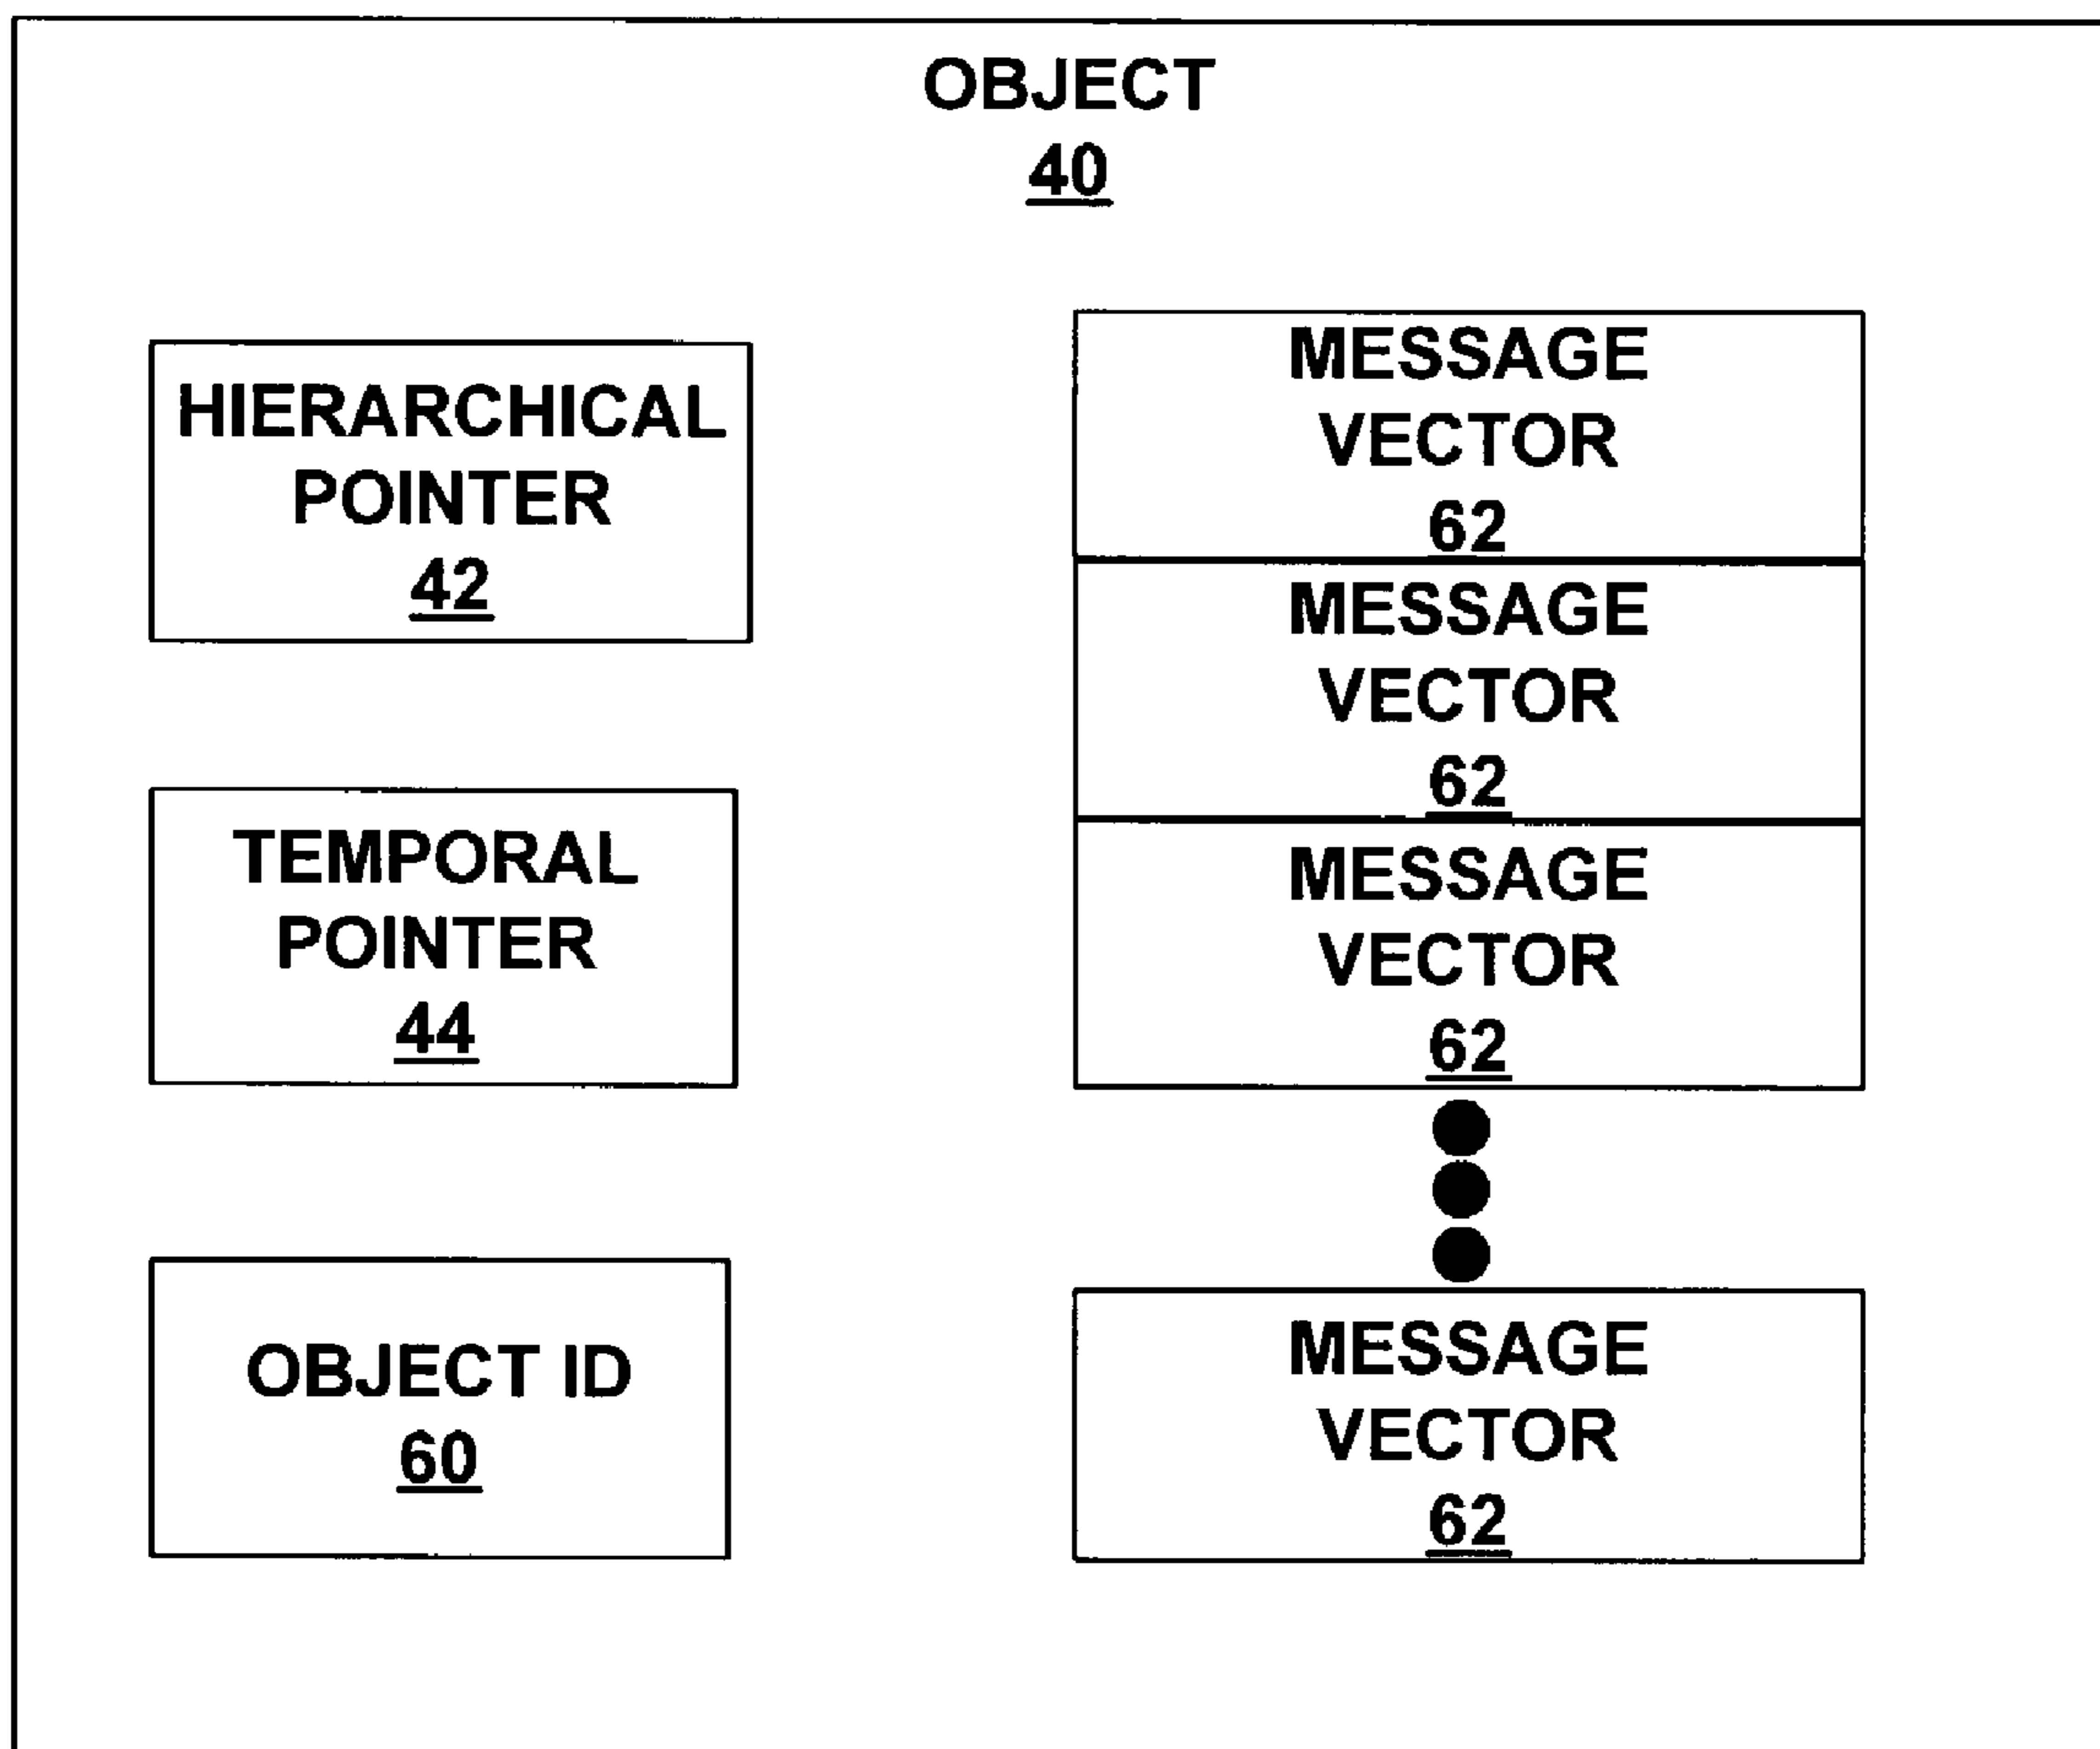 OBJECT
40
HIERARCHICAL
POINTER
42
TEMPORAL
POINTER
44
OBJECT ID
60
MESSAGE
VECTOR
62
MESSAGE
VECTOR
62
MESSAGE
VECTOR
62
MESSAGE
VECTOR
62